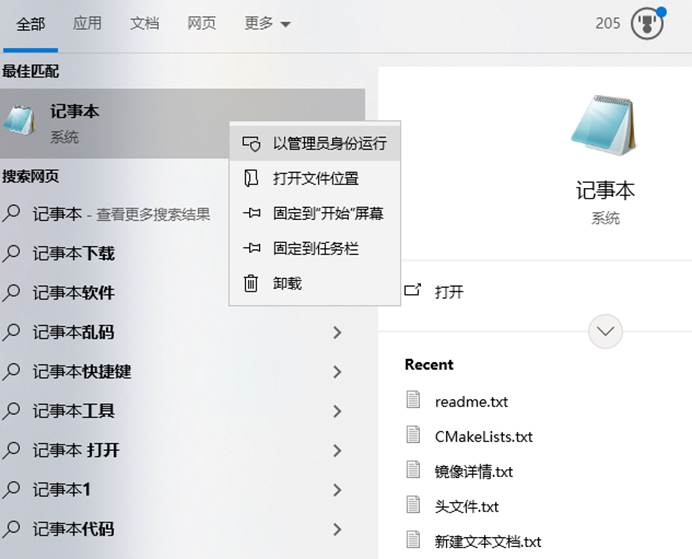 全部 应用 文档 网页 更多 205
最佳匹配
记事本
系统
以管理员身份运行
打开文件位置
固定到"开始"屏幕
固定到任务栏
卸载
搜索网页
记事本 - 查看更多搜索结果
记事本下载
记事本软件
记事本乱码
记事本快捷键
记事本工具
记事本 打开
记事本1
记事本代码
记事本
系统
打开
Recent
readme.txt
CMakeLists.txt
镜像详情.txt
头文件.txt
新建文本文档.txt